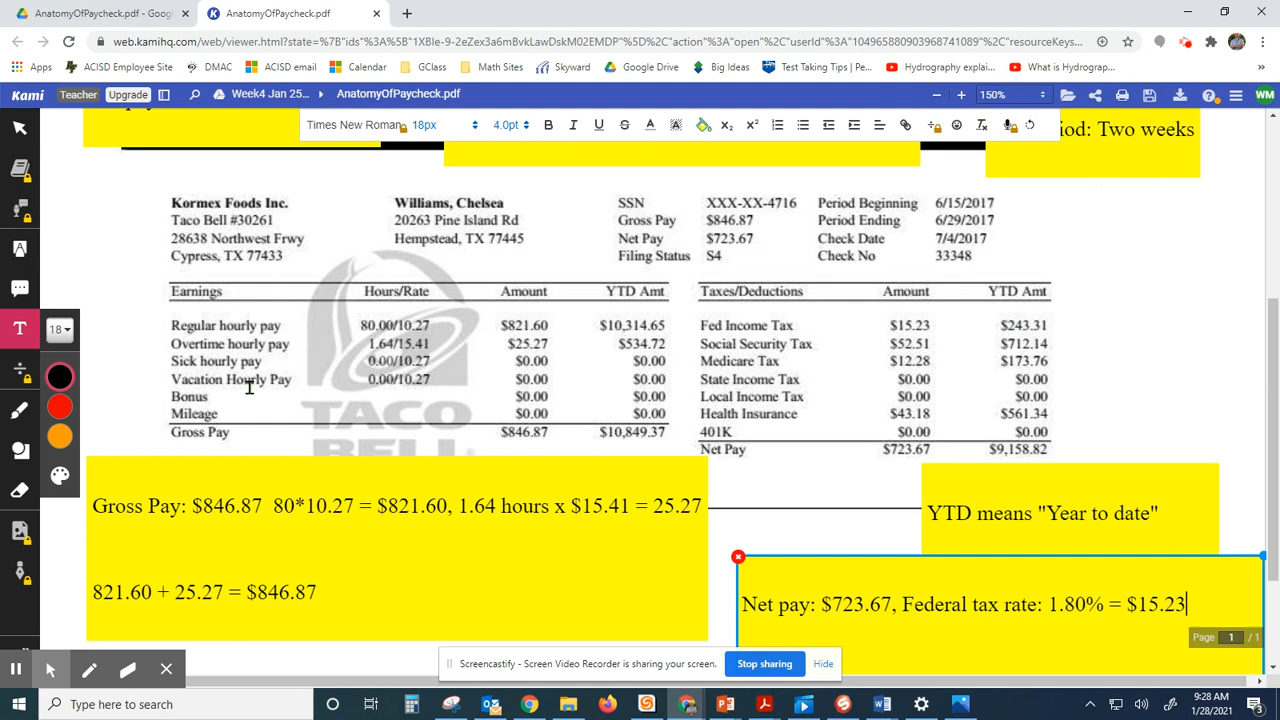 AnatomyOfPaycheck.pdf - Googl
AnatomyOfPaycheck.pdf
web.kamihq.com/web/viewer.html?state=%7B"ids"%3A%5B"1XBle-9-2eZex3a6mBvkLwDskM02EMDP"%5D%2C"action"%3A"open"%2C"userId"%3A"104965880903968741089"%2C"resourceKeys...
Apps ACISD Employee Site DMAC ACISD email Calendar GClass Math Sites Skyward Google Drive Big Ideas Test Taking Tips | Pe... Hydrography explain... What is Hydrograp...
Kami Teacher Upgrade Week4 Jan 25... AnatomyOfPaycheck.pdf 150% WM
Times New Roman 18px 4.0pt B I U S A A X₂ X²
iod: Two weeks
Kormex Foods Inc. Williams, Chelsea SSN XXX-XX-4716 Period Beginning 6/15/2017
Taco Bell #30261 20263 Pine Island Rd Gross Pay $846.87 Period Ending 6/29/2017
28638 Northwest Frwy Hempstead, TX 77445 Net Pay $723.67 Check Date 7/4/2017
Cypress, TX 77433 Filing Status S4 Check No 33348
Earnings Hours/Rate Amount YTD Amt Taxes/Deductions Amount YTD Amt
Regular hourly pay 80.00/10.27 $821.60 $10,314.65 Fed Income Tax $15.23 $243.31
Overtime hourly pay 1.64/15.41 $25.27 $534.72 Social Security Tax $52.51 $712.14
Sick hourly pay 0.00/10.27 $0.00 $0.00 Medicare Tax $12.28 $173.76
Vacation Hourly Pay 0.00/10.27 $0.00 $0.00 State Income Tax $0.00 $0.00
Bonus $0.00 $0.00 Local Income Tax $0.00 $0.00
Mileage $0.00 $0.00 Health Insurance $43.18 $561.34
Gross Pay $846.87 $10,849.37 401K $0.00 $0.00
Net Pay $723.67 $9,158.82
TACO
BELL
18
Gross Pay: $846.87 80*10.27 = $821.60, 1.64 hours x $15.41 = 25.27
YTD means "Year to date"
821.60 + 25.27 = $846.87
Net pay: $723.67, Federal tax rate: 1.80% = $15.23
Page 1 / 1
Screencastify - Screen Video Recorder is sharing your screen. Stop sharing Hide
Type here to search
9:28 AM
1/28/2021